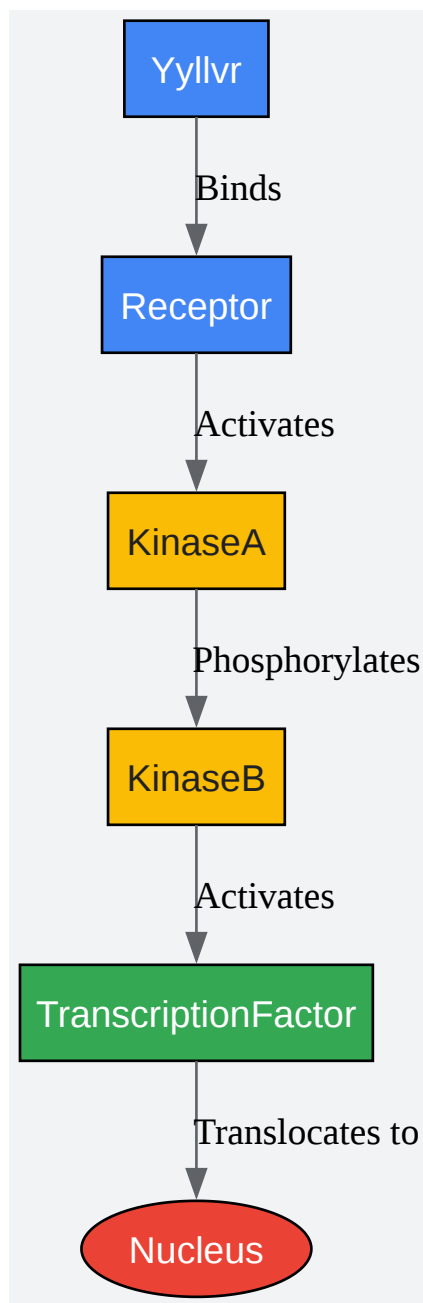 Yyllvr
Binds
Receptor
Activates
KinaseA
Phosphorylates
KinaseB
Activates
TranscriptionFactor
Translocates to
Nucleus